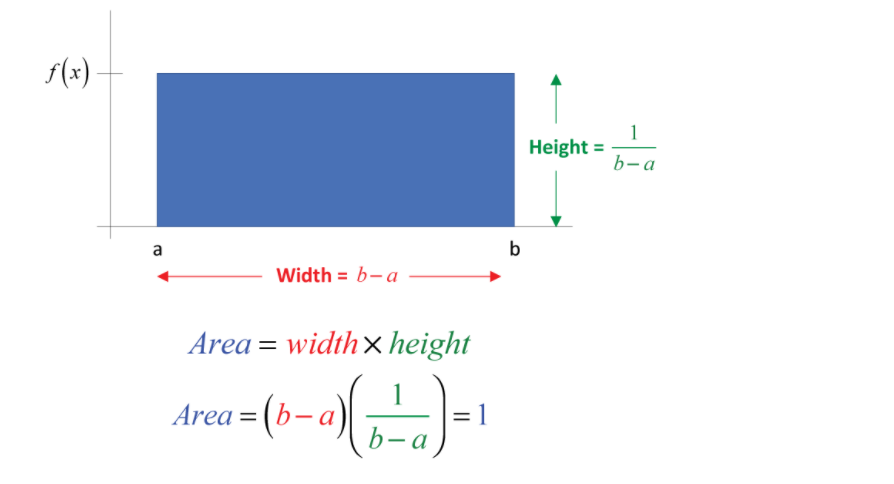 f(x)
Height = 1/(b−a)
a
b
Width = b−a
Area = width × height
Area = (b−a)(1/(b−a)) = 1